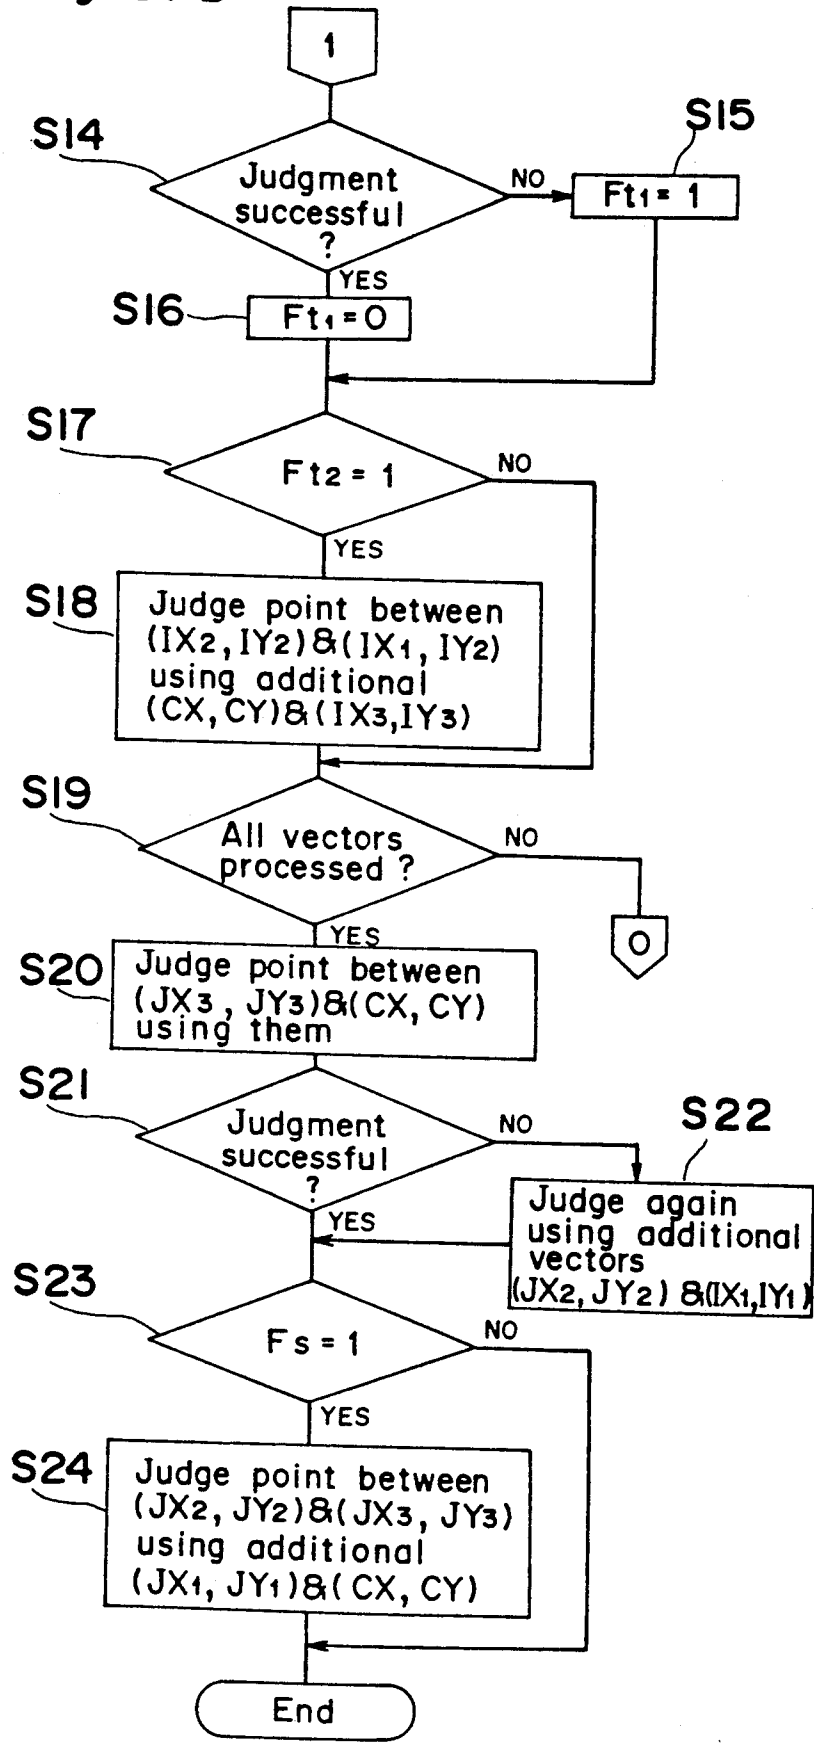 1
S14
Judgment
successful
?
NO
S15
Ft1 = 1
YES
S16
Ft1 = 0
S17
Ft2 = 1
NO
YES
S18
Judge point between
(IX2, IY2)&(IX1, IY2)
using additional
(CX, CY)&(IX3,IY3)
S19
All vectors
processed ?
NO
0
YES
S20
Judge point between
(JX3, JY3)&(CX, CY)
using them
S21
Judgment
successful
?
NO
YES
S22
Judge again
using additional
vectors
(JX2, JY2) &(IX1,IY1)
S23
Fs = 1
NO
YES
S24
Judge point between
(JX2, JY2)&(JX3, JY3)
using additional
(JX1, JY1)&(CX, CY)
End